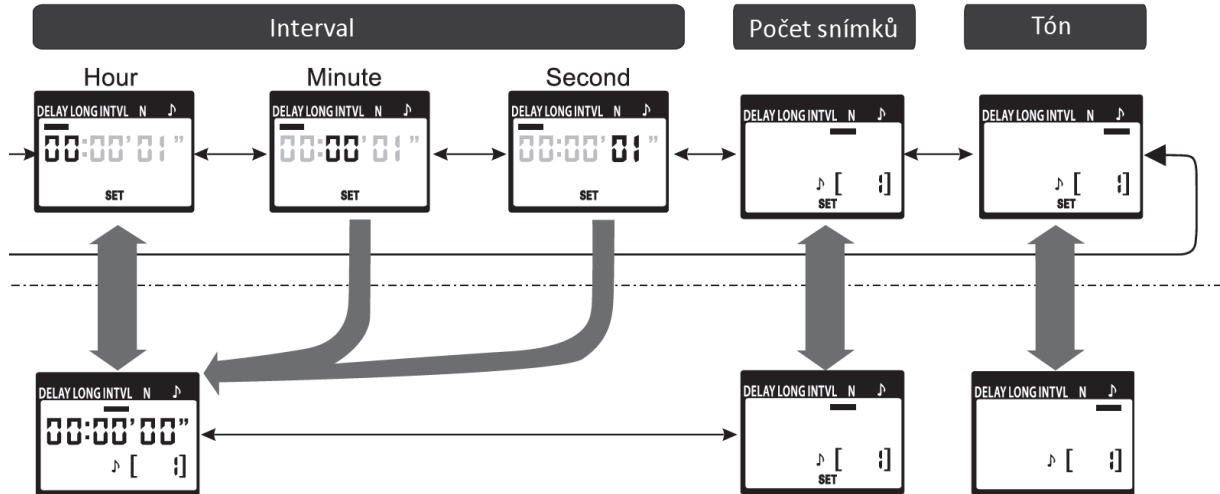 Interval
Počet snímků
Tón
Hour
Minute
Second
DELAY LONG INTVL N ♪
00:00'01"
SET
DELAY LONG INTVL N ♪
00:00'01"
SET
DELAY LONG INTVL N ♪
00:00'01"
SET
DELAY LONG INTVL N ♪
♪ [ 1]
SET
DELAY LONG INTVL N ♪
♪ [ 1]
SET
DELAY LONG INTVL N ♪
00:00'00"
♪ [ 1]
DELAY LONG INTVL N ♪
♪ [ 1]
SET
DELAY LONG INTVL N ♪
♪ [ 1]